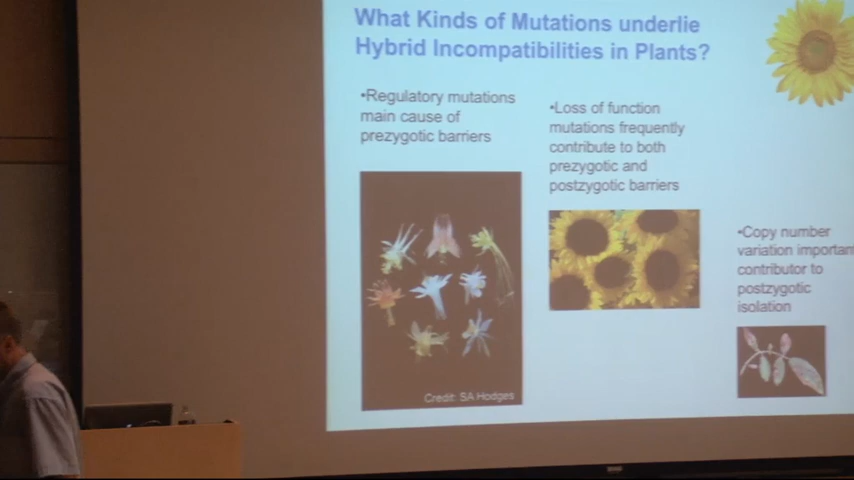 What Kinds of Mutations underlie
Hybrid Incompatibilities in Plants?
•Regulatory mutations
main cause of
prezygotic barriers
•Loss of function
mutations frequently
contribute to both
prezygotic and
postzygotic barriers
•Copy number
variation important
contributor to
postzygotic
isolation
Credit: SA Hodges